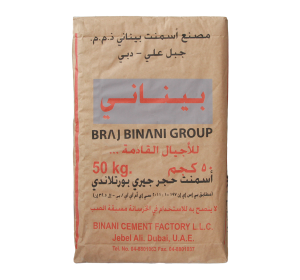 مصنع أسمنت بيناني ذ.م.م.
جبل علي - دبي
بيناني
BRAJ BINANI GROUP
للأجيال القادمة ...
50 kg. ٥٠ كجم
أسمنت حجر جيري بورتلاندي
BINANI CEMENT FACTORY L.L.C.
Jebel Ali, Dubai, U.A.E.